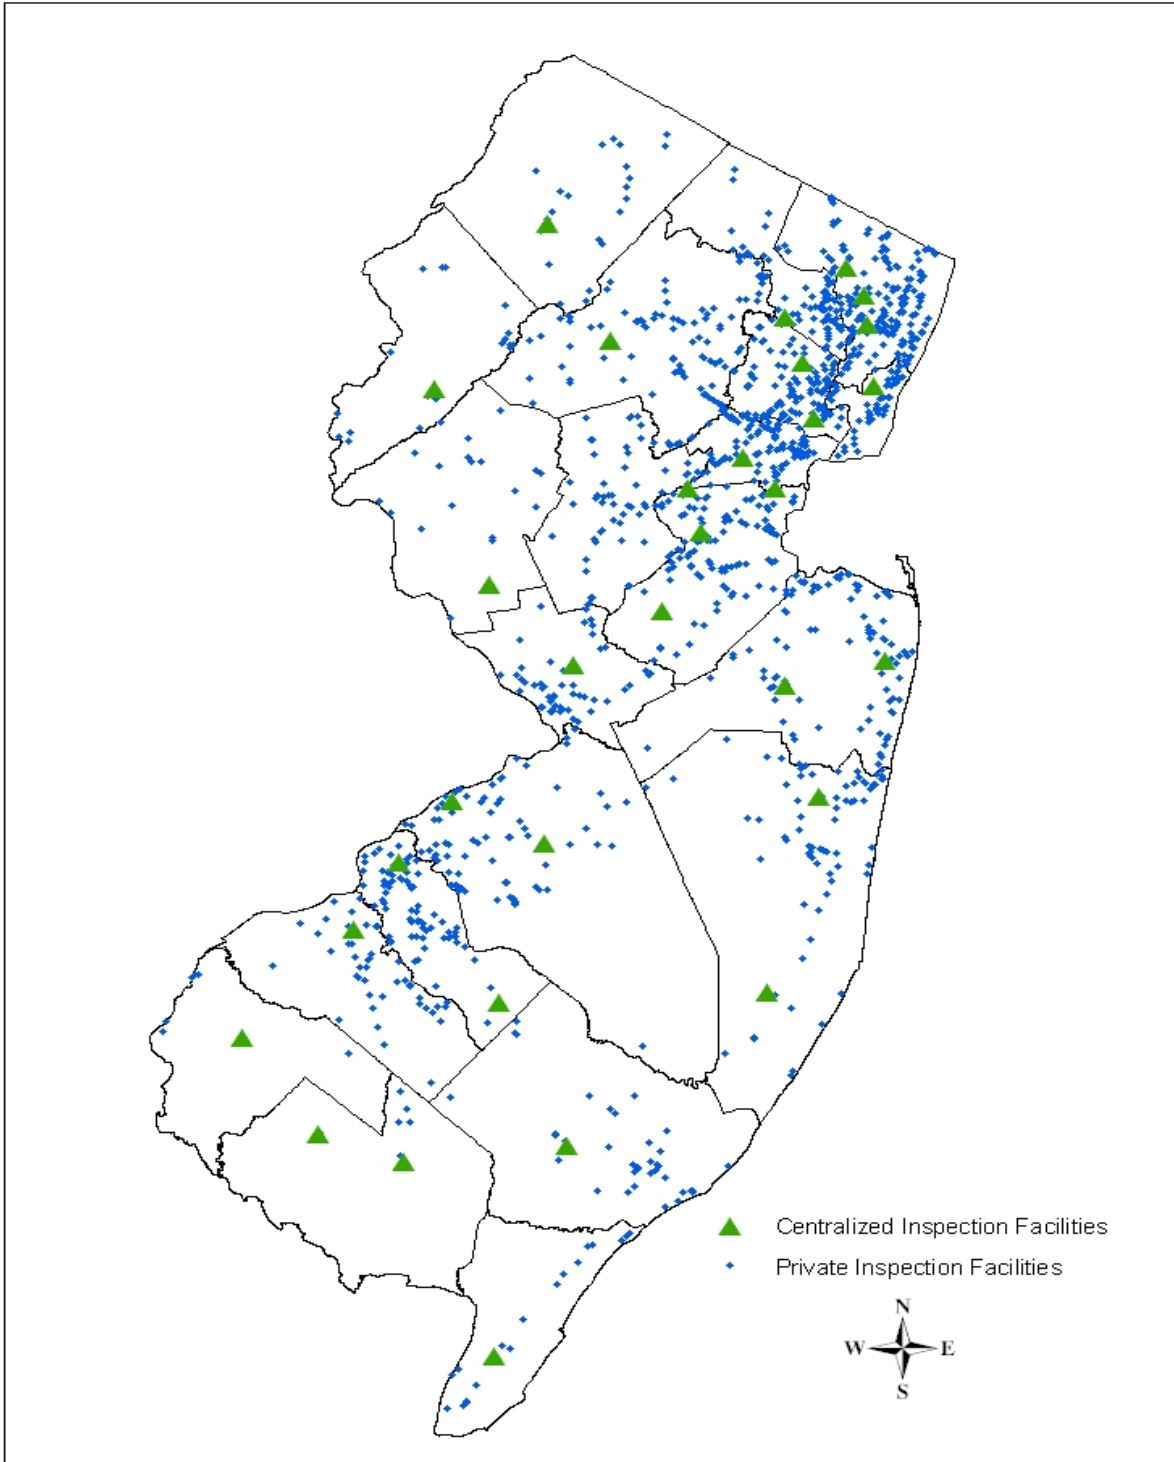 Centralized Inspection Facilities
Private Inspection Facilities
N
W E
S